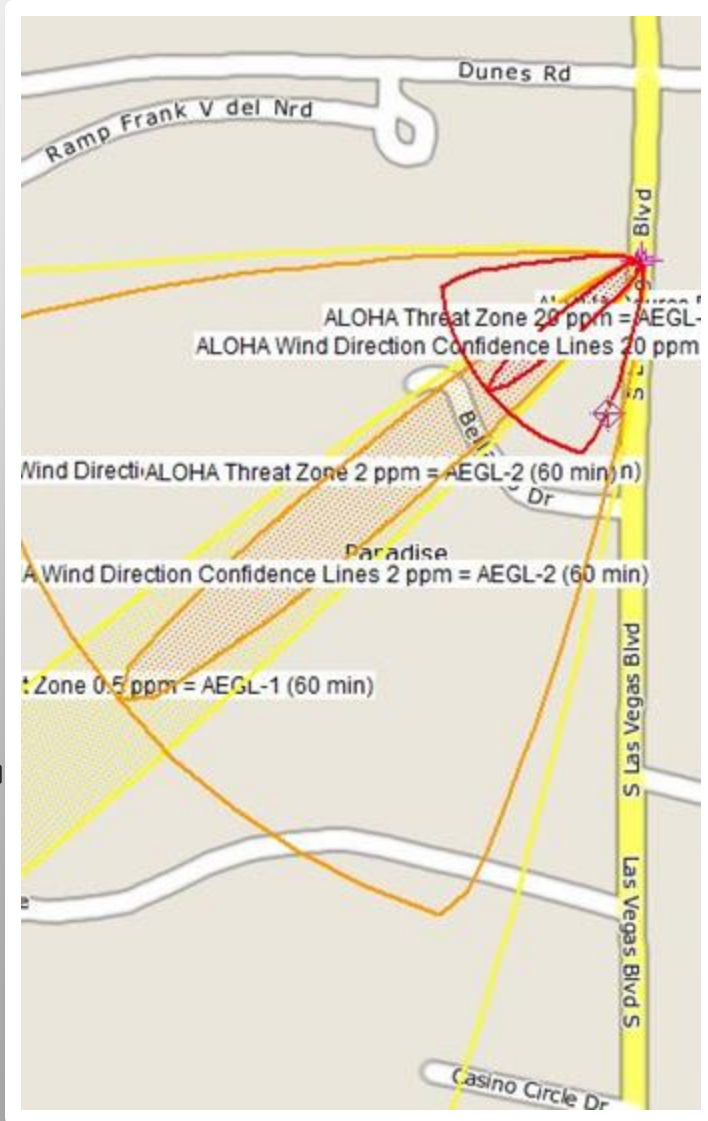 Dunes Rd
Ramp Frank V del Nrd
Blvd
ALOHA Threat Zone 20 ppm = AEGL-
ALOHA Wind Direction Confidence Lines 20 ppm
S L
Dr
Wind Directi
ALOHA Threat Zone 2 ppm = AEGL-2 (60 min)
n)
Paradise
A Wind Direction Confidence Lines 2 ppm = AEGL-2 (60 min)
t Zone 0.5 ppm = AEGL-1 (60 min)
S Las Vegas Blvd
Las Vegas Blvd S
e
Casino Circle Dr